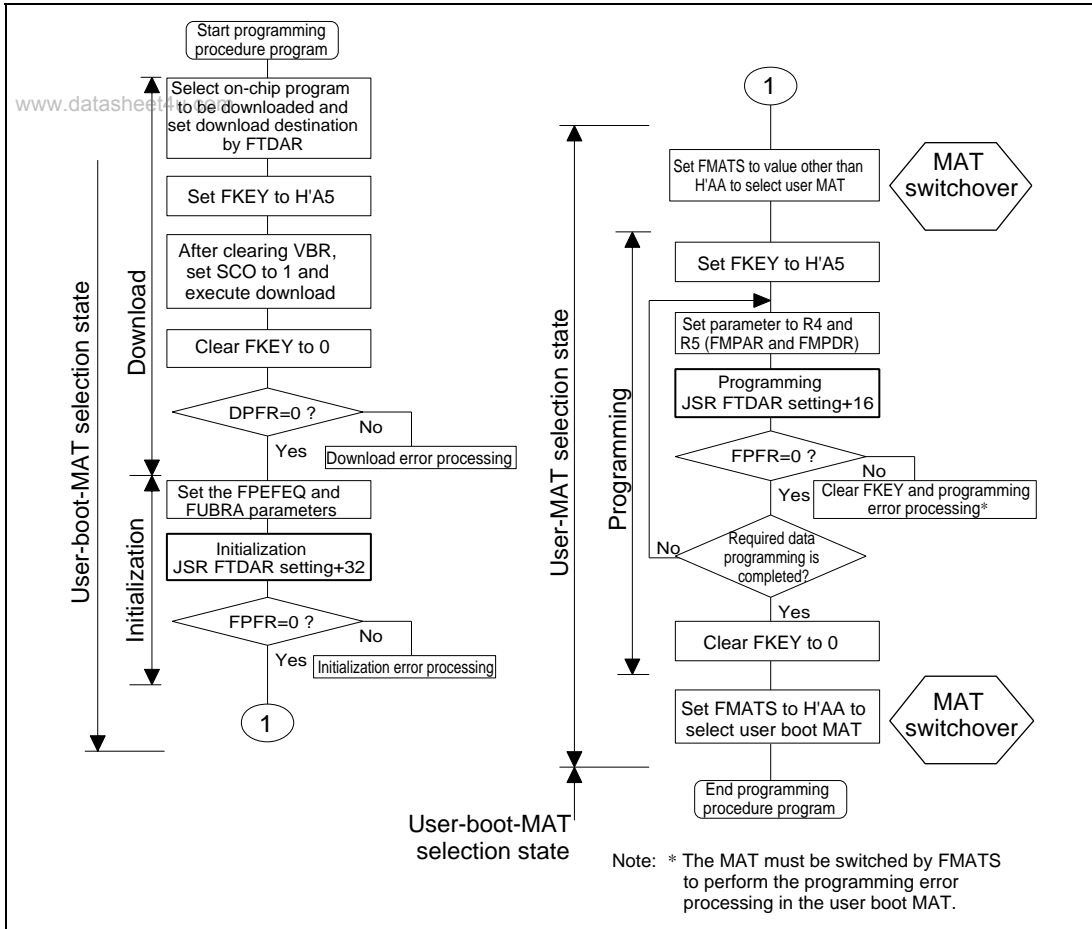 Start programming
procedure program
www.datasheet4u.com
Select on-chip program
to be downloaded and
set download destination
by FTDAR
Set FKEY to H'A5
After clearing VBR,
set SCO to 1 and
execute download
Clear FKEY to 0
DPFR=0 ?
No
Yes
Download error processing
Set the FPEFEQ and
FUBRA parameters
Initialization
JSR FTDAR setting+32
FPFR=0 ?
No
Yes
Initialization error processing
1
Download
Initialization
User-boot-MAT selection state
1
Set FMATS to value other than
H'AA to select user MAT
MAT
switchover
Set FKEY to H'A5
Set parameter to R4 and
R5 (FMPAR and FMPDR)
Programming
JSR FTDAR setting+16
FPFR=0 ?
No
Yes
Clear FKEY and programming
error processing*
Required data
programming is
completed?
No
Yes
Clear FKEY to 0
Set FMATS to H'AA to
select user boot MAT
MAT
switchover
End programming
procedure program
Programming
User-MAT selection state
User-boot-MAT
selection state
Note: * The MAT must be switched by FMATS
to perform the programming error
processing in the user boot MAT.